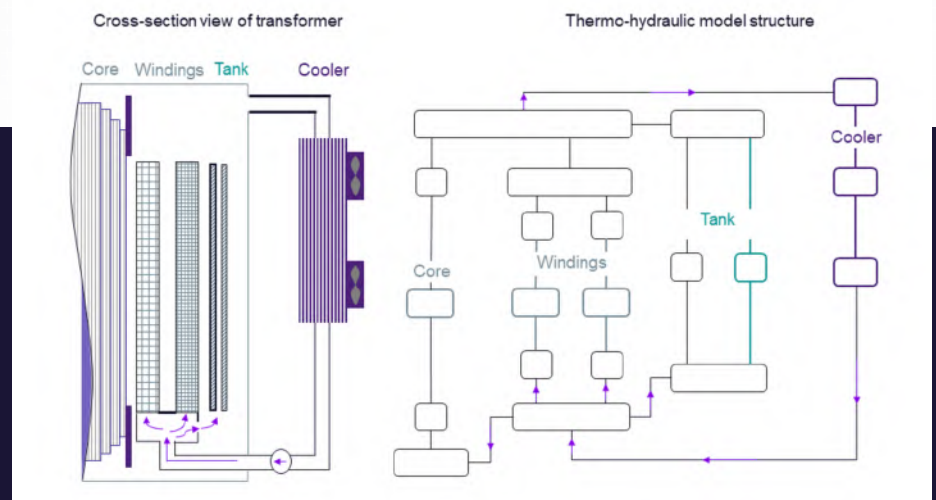 Cross-section view of transformer
Thermo-hydraulic model structure
Core Windings Tank Cooler
Cooler
Tank
Core
Windings